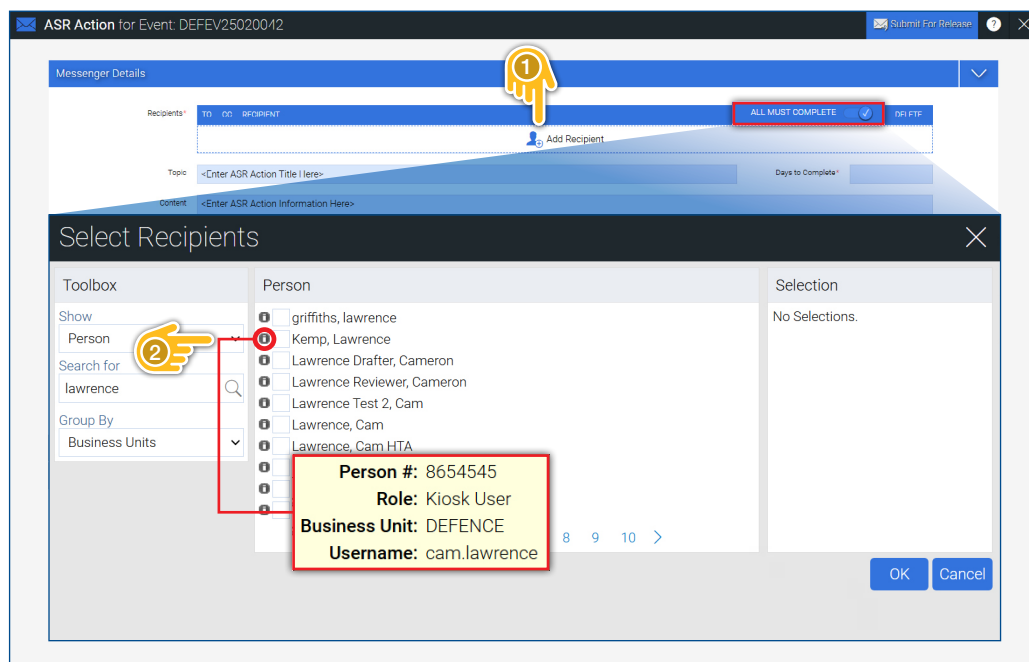 ASR Action for Event: DEFEV25020042
Submit For Release
?
Messenger Details
1
Recipients*
TO CC RECIPIENT
ALL MUST COMPLETE
DELETE
Add Recipient
Topic
<Enter ASR Action Title Here>
Days to Complete*
Content
<Enter ASR Action Information Here>
Select Recipients
Toolbox
Show
Person
2
Search for
lawrence
Group By
Business Units
Person
griffiths, lawrence
Kemp, Lawrence
Lawrence Drafter, Cameron
Lawrence Reviewer, Cameron
Lawrence Test 2, Cam
Lawrence, Cam
Lawrence, Cam HTA
Person #: 8654545
Role: Kiosk User
Business Unit: DEFENCE
Username: cam.lawrence
8 9 10
Selection
No Selections.
OK
Cancel